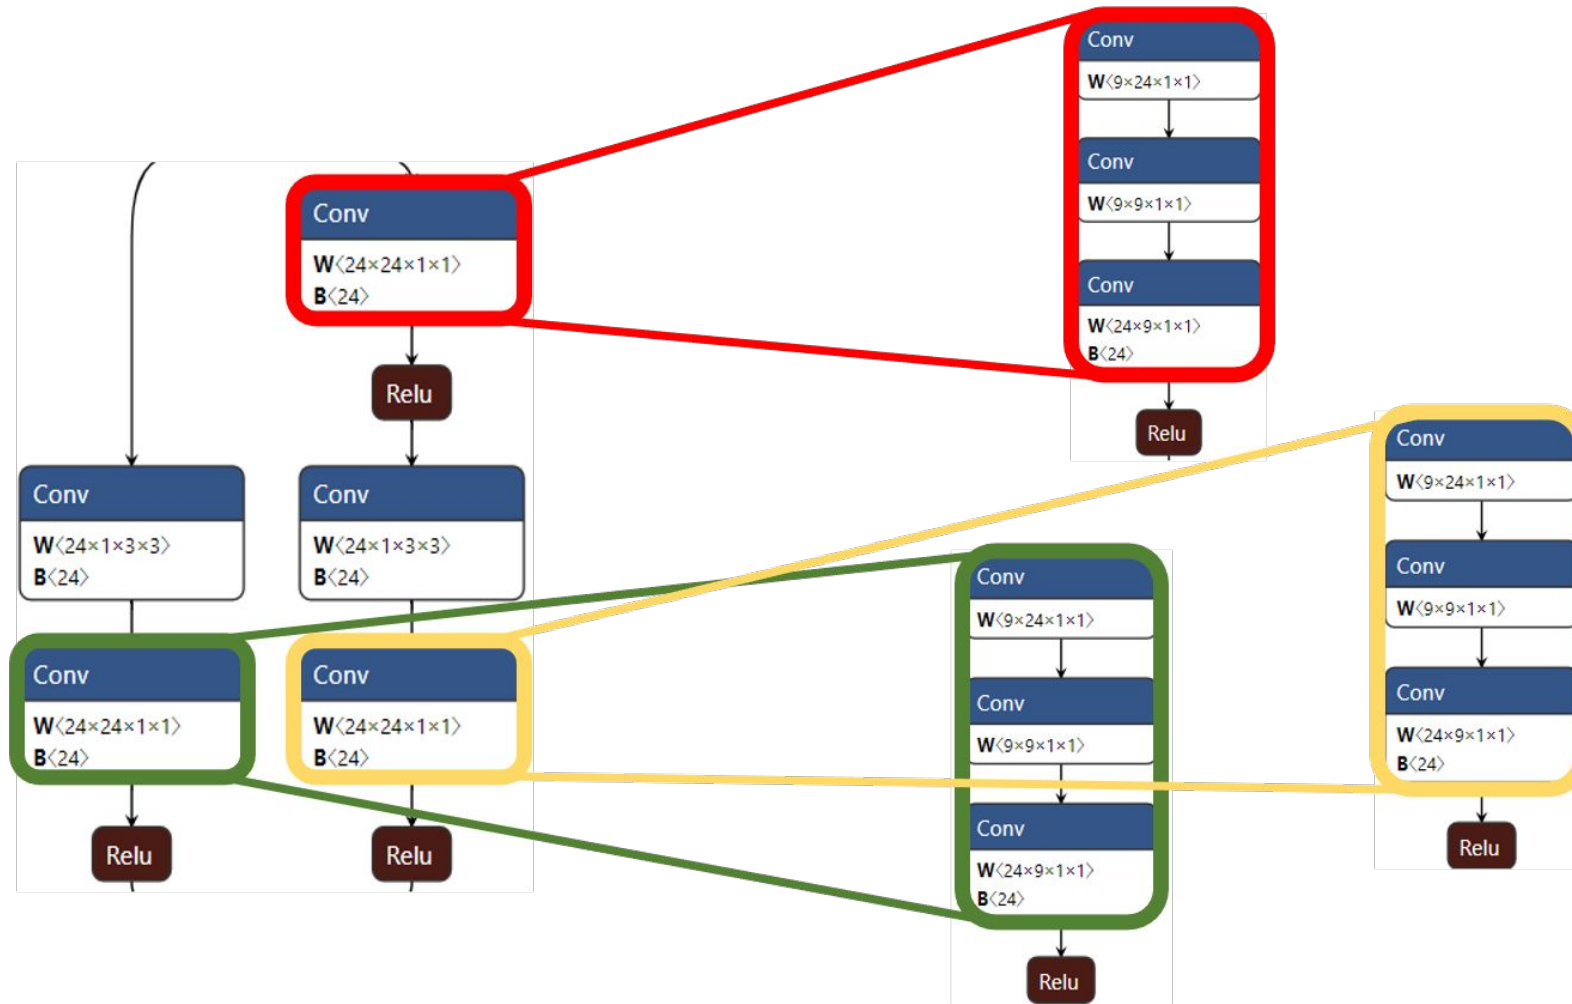 Conv
W⟨24×24×1×1⟩
B⟨24⟩
Relu
Conv
W⟨24×1×3×3⟩
B⟨24⟩
Conv
W⟨24×1×3×3⟩
B⟨24⟩
Conv
W⟨24×24×1×1⟩
B⟨24⟩
Relu
Conv
W⟨24×24×1×1⟩
B⟨24⟩
Relu
Conv
W⟨9×24×1×1⟩
Conv
W⟨9×9×1×1⟩
Conv
W⟨24×9×1×1⟩
B⟨24⟩
Relu
Conv
W⟨9×24×1×1⟩
Conv
W⟨9×9×1×1⟩
Conv
W⟨24×9×1×1⟩
B⟨24⟩
Relu
Conv
W⟨9×24×1×1⟩
Conv
W⟨9×9×1×1⟩
Conv
W⟨24×9×1×1⟩
B⟨24⟩
Relu